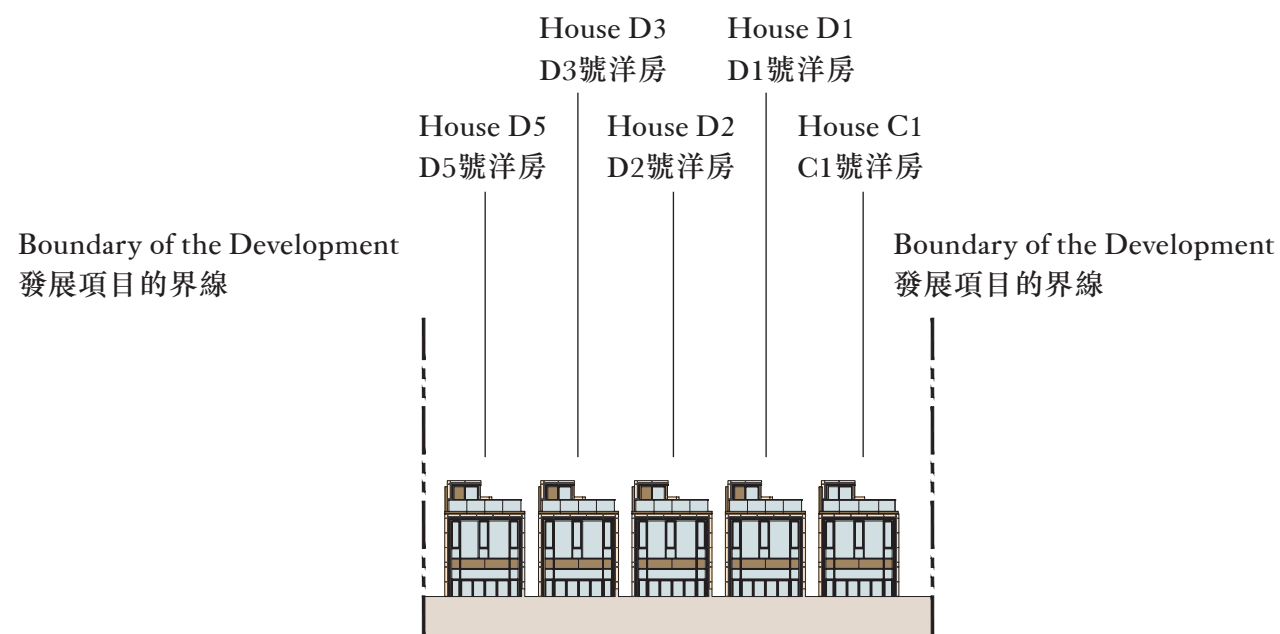 House D3
D3號洋房
House D1
D1號洋房
House D5
D5號洋房
House D2
D2號洋房
House C1
C1號洋房
Boundary of the Development
發展項目的界線
Boundary of the Development
發展項目的界線